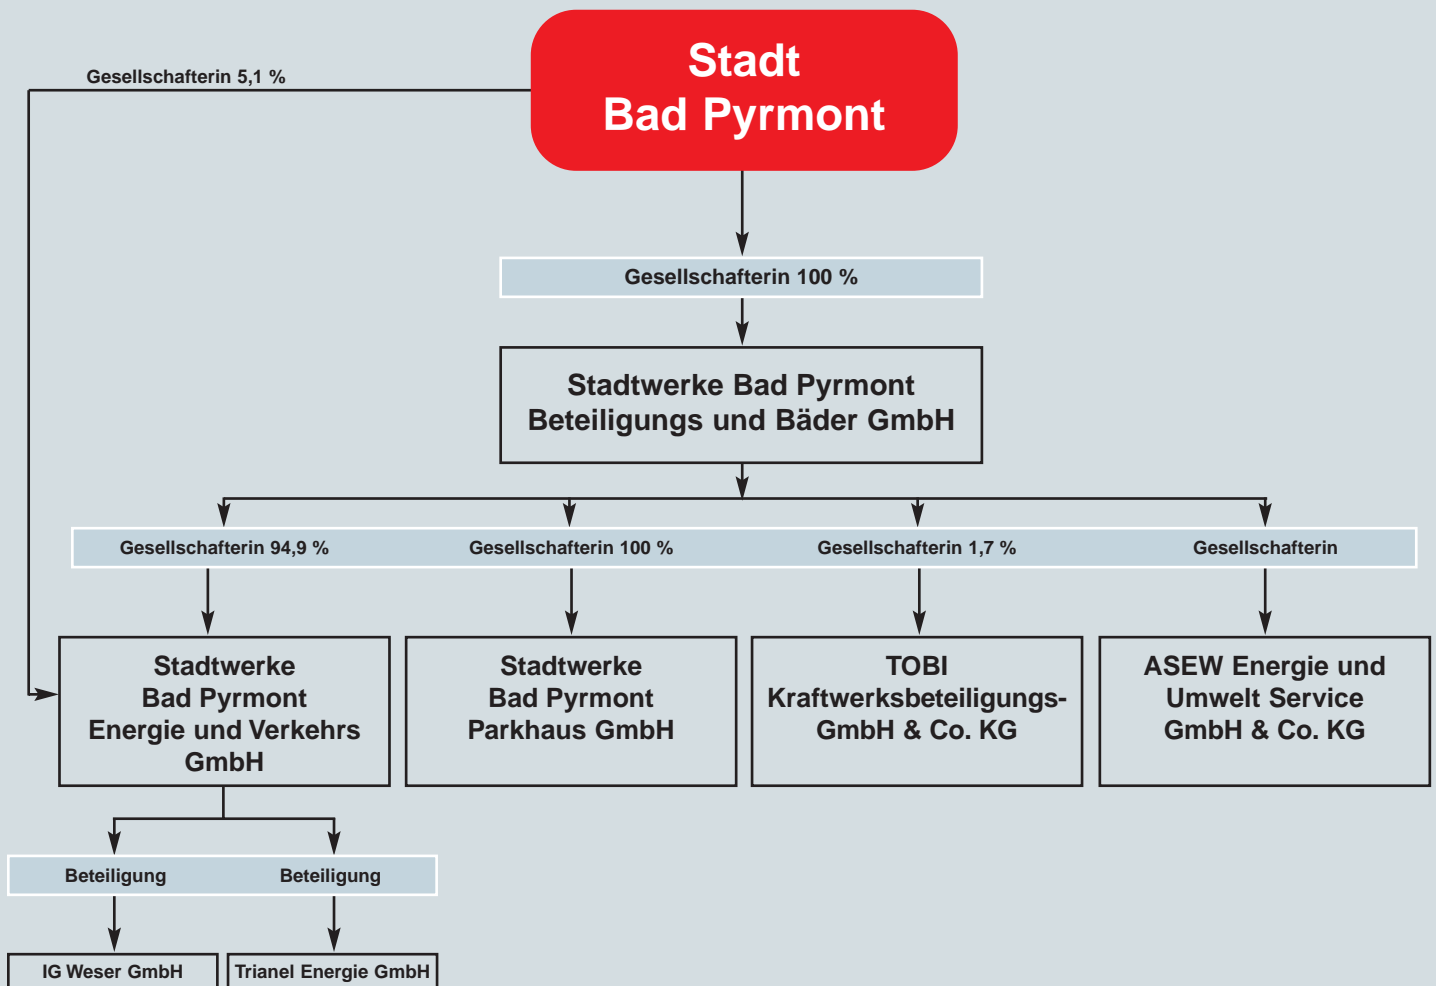 Stadt
Bad Pyrmont
Gesellschafterin 5,1 %
Gesellschafterin 100 %
Stadtwerke Bad Pyrmont
Beteiligungs und Bäder GmbH
Gesellschafterin 94,9 %
Gesellschafterin 100 %
Gesellschafterin 1,7 %
Gesellschafterin
Stadtwerke
Bad Pyrmont
Energie und Verkehrs
GmbH
Stadtwerke
Bad Pyrmont
Parkhaus GmbH
TOBI
Kraftwerksbeteiligungs-
GmbH & Co. KG
ASEW Energie und
Umwelt Service
GmbH & Co. KG
Beteiligung
Beteiligung
IG Weser GmbH
Trianel Energie GmbH